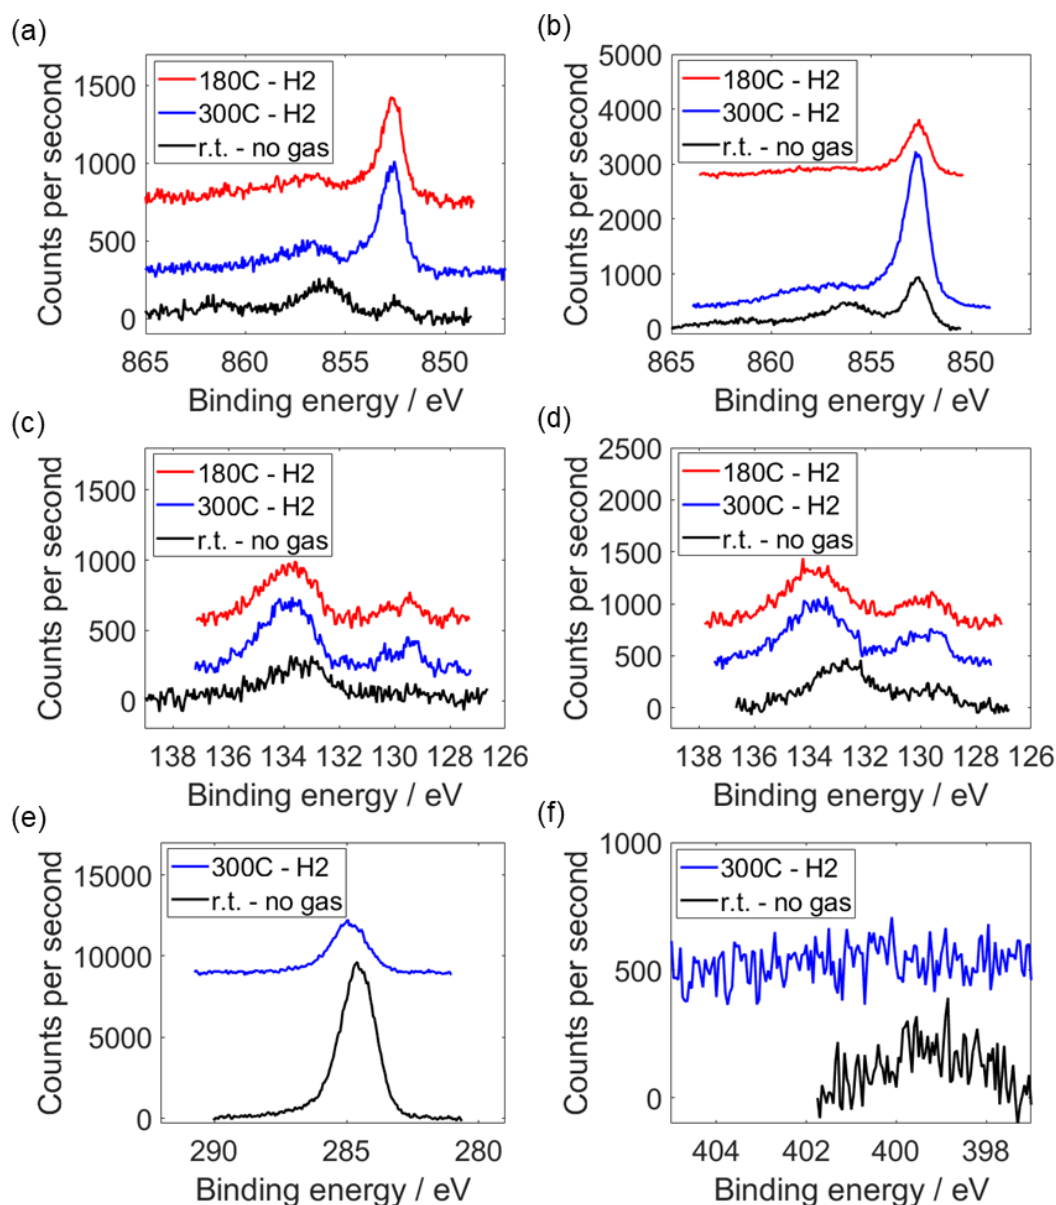 (a)
Counts per second
1500
1000
500
0
180C - H2
300C - H2
r.t. - no gas
865 860 855 850
Binding energy / eV
(b)
Counts per second
5000
4000
3000
2000
1000
0
180C - H2
300C - H2
r.t. - no gas
865 860 855 850
Binding energy / eV
(c)
Counts per second
1500
1000
500
0
180C - H2
300C - H2
r.t. - no gas
138 136 134 132 130 128 126
Binding energy / eV
(d)
Counts per second
2500
2000
1500
1000
500
0
180C - H2
300C - H2
r.t. - no gas
138 136 134 132 130 128 126
Binding energy / eV
(e)
Counts per second
15000
10000
5000
0
300C - H2
r.t. - no gas
290 285 280
Binding energy / eV
(f)
Counts per second
1000
500
0
300C - H2
r.t. - no gas
404 402 400 398
Binding energy / eV